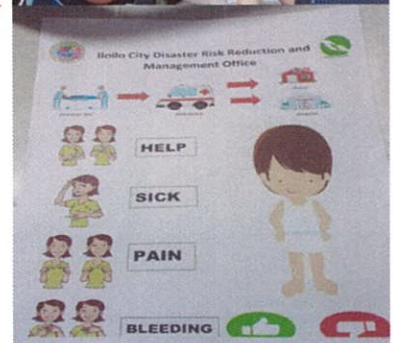 Iloilo City Disaster Risk Reduction and
Management Office
HELP
SICK
PAIN
BLEEDING